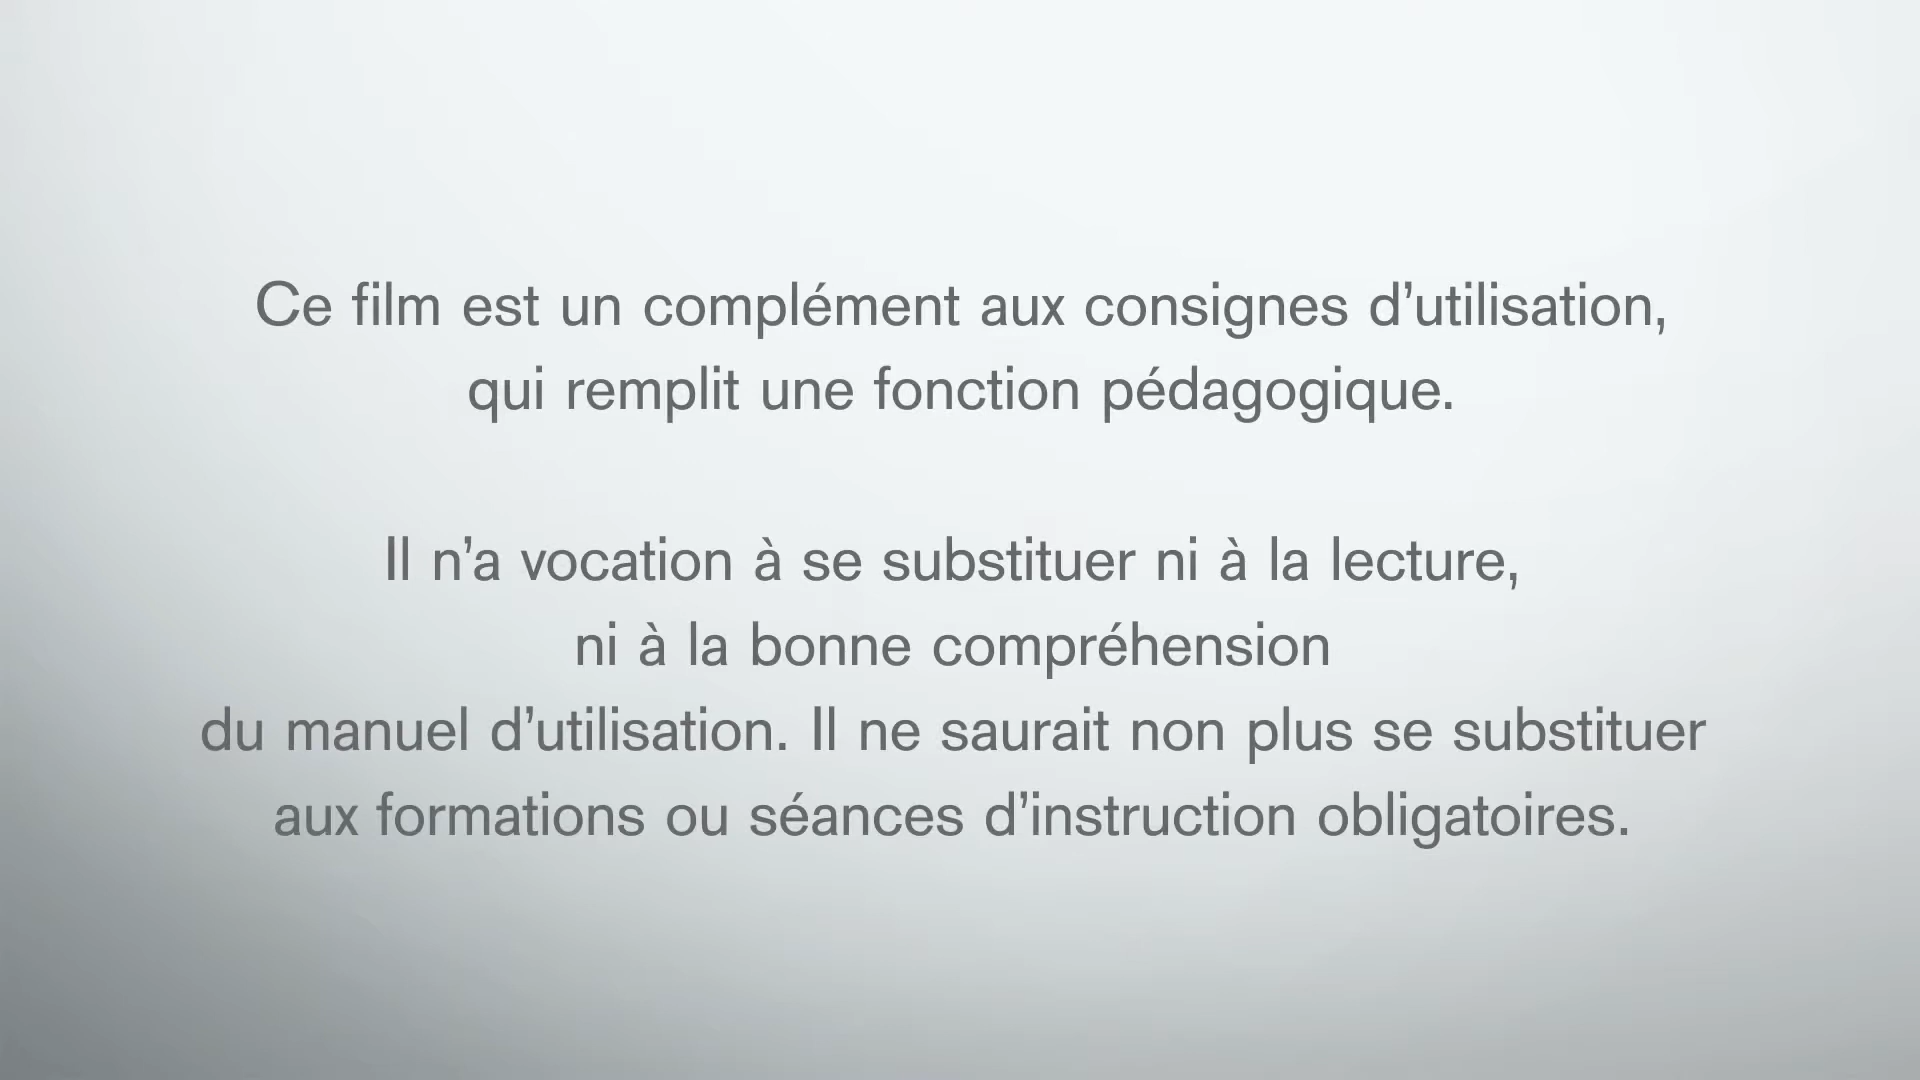 Ce film est un complément aux consignes d’utilisation,
qui remplit une fonction pédagogique.
Il n’a vocation à se substituer ni à la lecture,
ni à la bonne compréhension
du manuel d’utilisation. Il ne saurait non plus se substituer
aux formations ou séances d’instruction obligatoires.